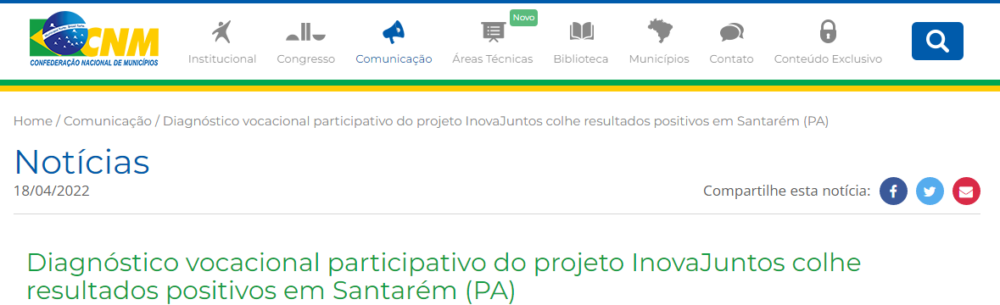 Novo
CNM
CONFEDERAÇÃO NACIONAL DE MUNICÍPIOS
Institucional
Congresso
Comunicação
Áreas Técnicas
Biblioteca
Municípios
Contato
Conteúdo Exclusivo
Home / Comunicação / Diagnóstico vocacional participativo do projeto InovaJuntos colhe resultados positivos em Santarém (PA)
Notícias
18/04/2022
Compartilhe esta notícia:
Diagnóstico vocacional participativo do projeto InovaJuntos colhe
resultados positivos em Santarém (PA)